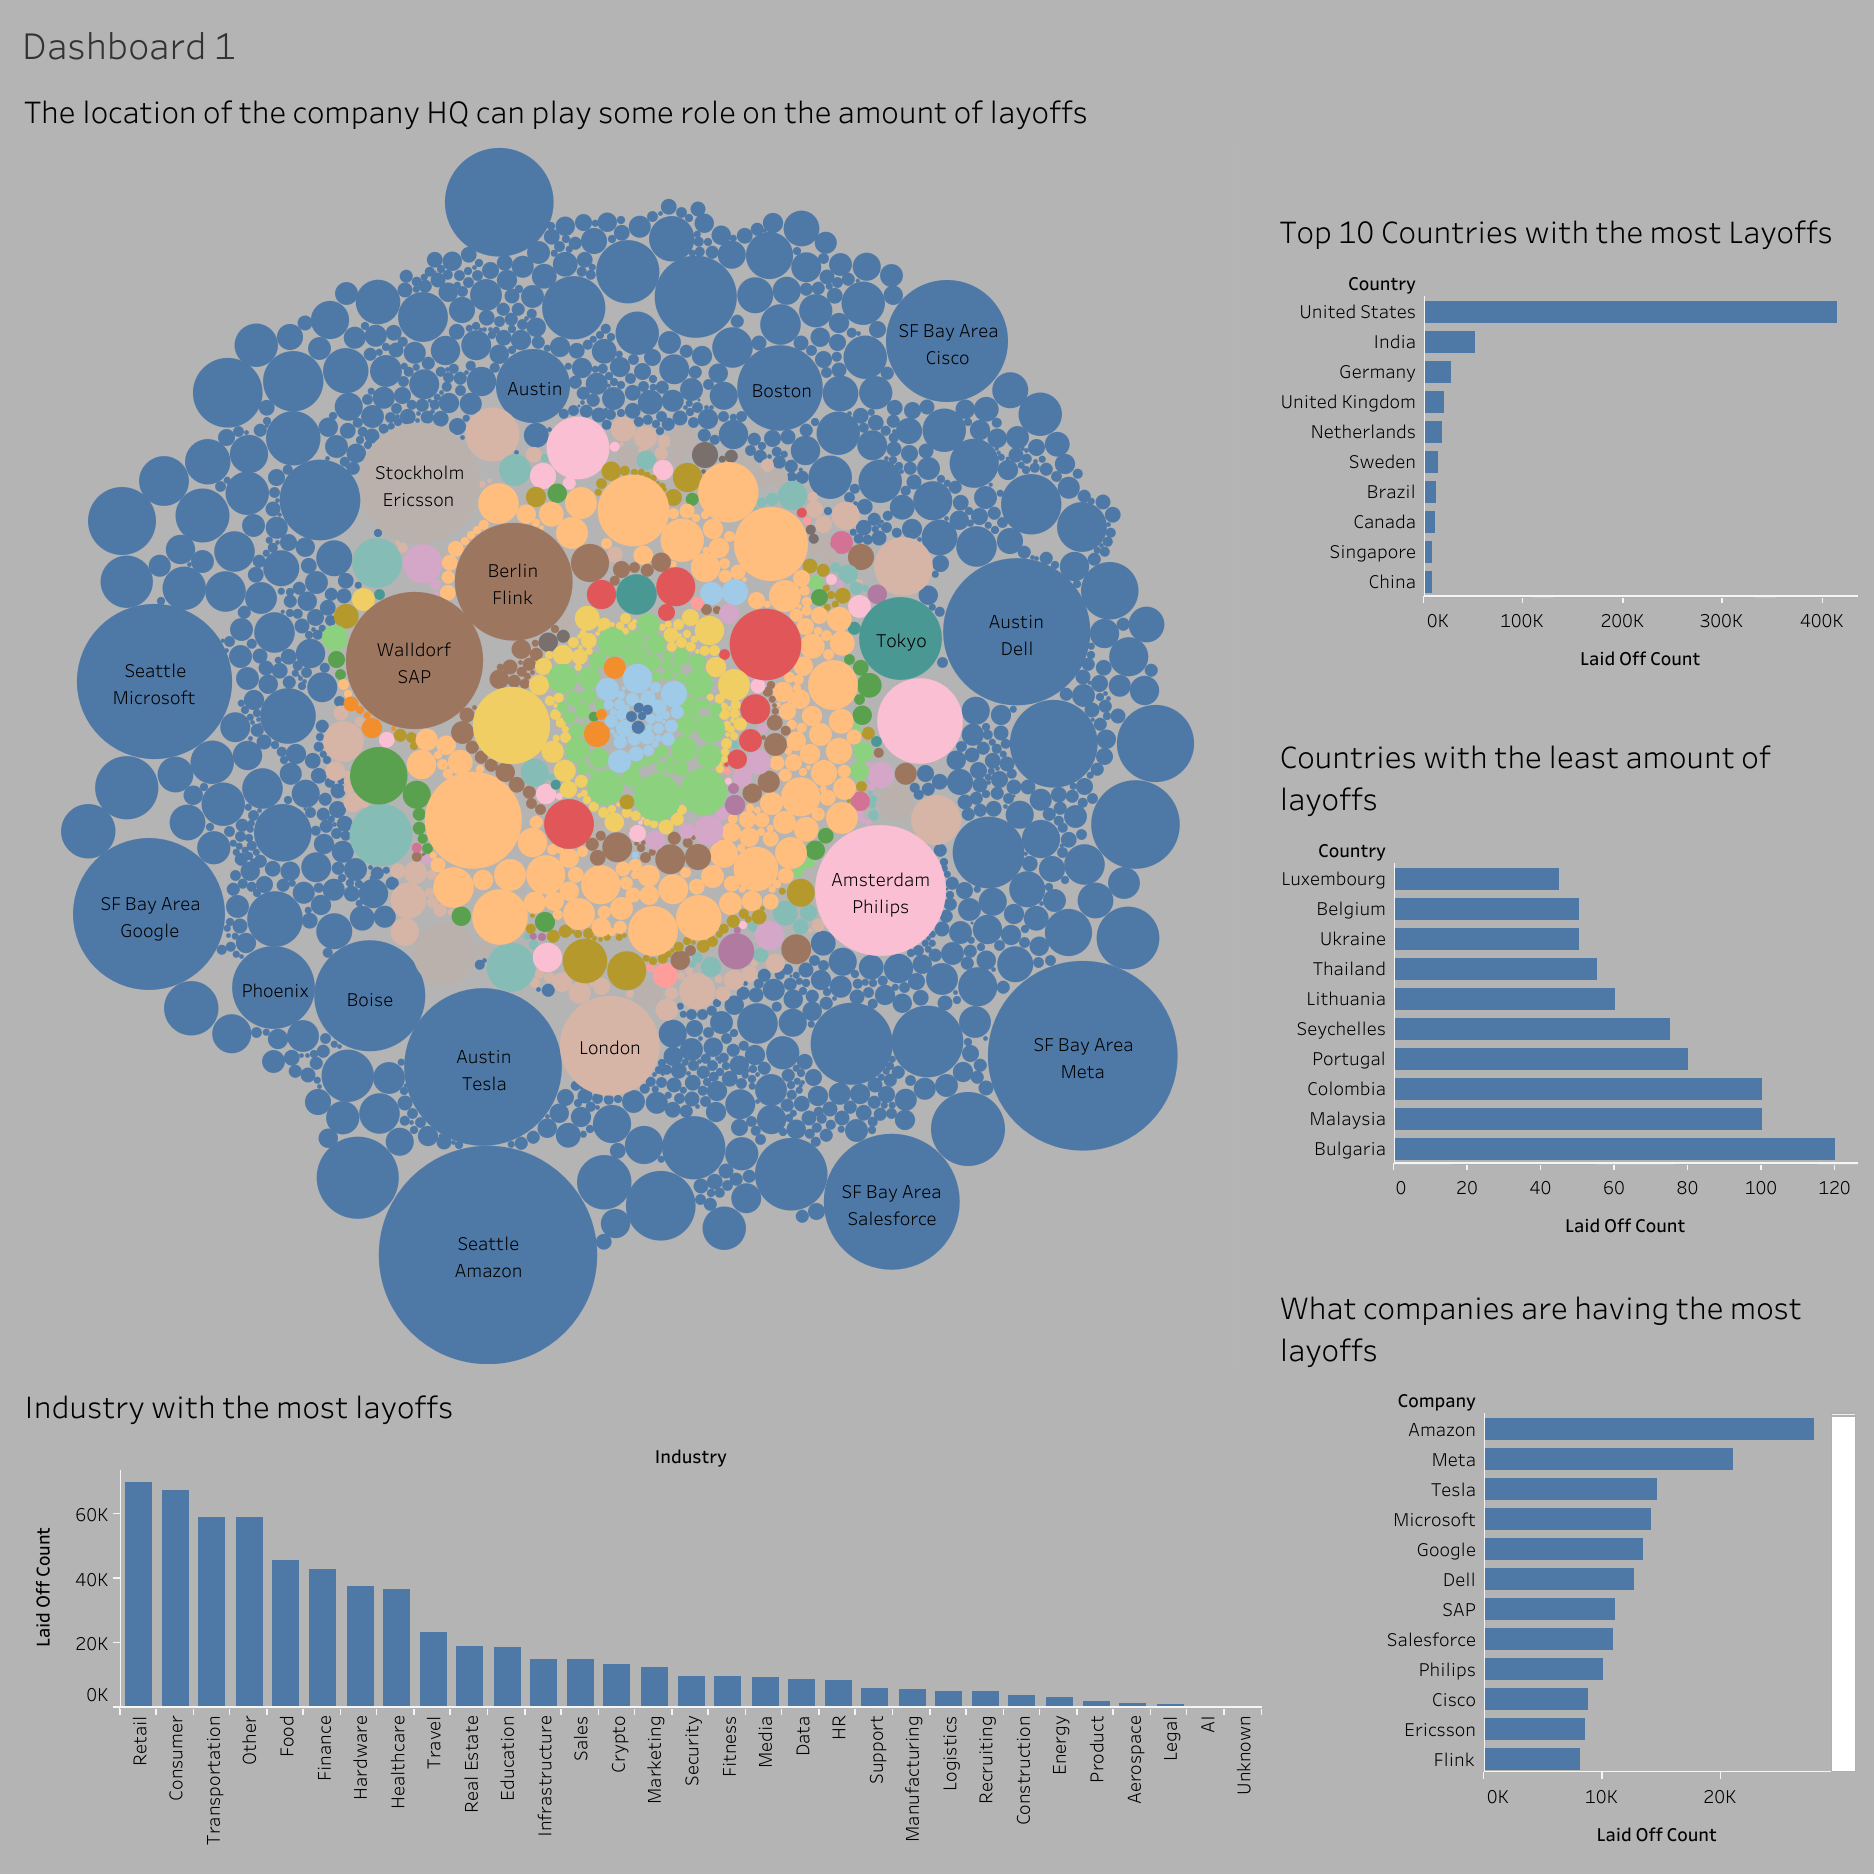 Dashboard 1
The location of the company HQ can play some role on the amount of layoffs
SF Bay Area
Cisco
Austin
Boston
Stockholm
Ericsson
Berlin
Flink
Walldorf
SAP
Tokyo
Austin
Dell
Seattle
Microsoft
Amsterdam
Philips
SF Bay Area
Google
Phoenix
Boise
Austin
Tesla
London
SF Bay Area
Meta
SF Bay Area
Salesforce
Seattle
Amazon
Top 10 Countries with the most Layoffs
Country
United States
India
Germany
United Kingdom
Netherlands
Sweden
Brazil
Canada
Singapore
China
0K 100K 200K 300K 400K
Laid Off Count
Countries with the least amount of
layoffs
Country
Luxembourg
Belgium
Ukraine
Thailand
Lithuania
Seychelles
Portugal
Colombia
Malaysia
Bulgaria
0 20 40 60 80 100 120
Laid Off Count
What companies are having the most
layoffs
Company
Amazon
Meta
Tesla
Microsoft
Google
Dell
SAP
Salesforce
Philips
Cisco
Ericsson
Flink
0K 10K 20K
Laid Off Count
Industry with the most layoffs
Industry
Laid Off Count
60K
40K
20K
0K
Retail
Consumer
Transportation
Other
Food
Finance
Hardware
Healthcare
Travel
Real Estate
Education
Infrastructure
Sales
Crypto
Marketing
Security
Fitness
Media
Data
HR
Support
Manufacturing
Logistics
Recruiting
Construction
Energy
Product
Aerospace
Legal
AI
Unknown